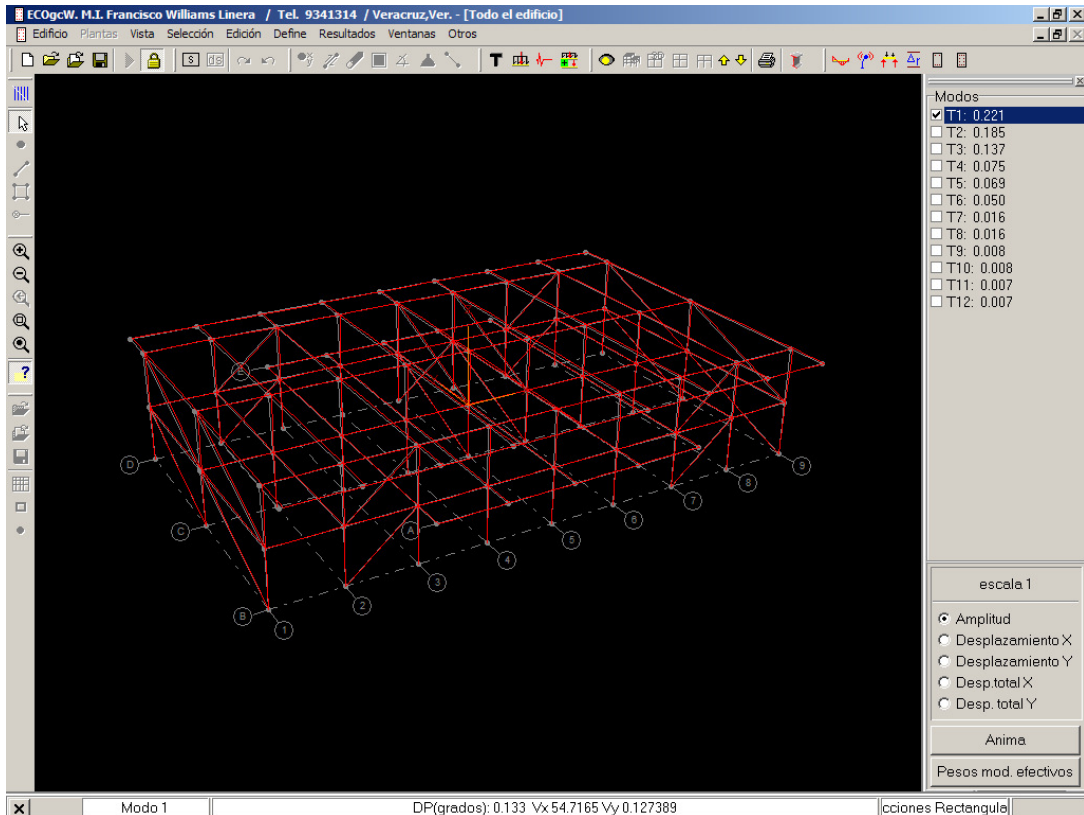 ECOgcW. M.I. Francisco Williams Linera / Tel. 9341314 / Veracruz,Ver. - [Todo el edificio]
Edificio Plantas Vista Selección Edición Define Resultados Ventanas Otros
Modos
T1: 0.221
T2: 0.185
T3: 0.137
T4: 0.075
T5: 0.069
T6: 0.050
T7: 0.016
T8: 0.016
T9: 0.008
T10: 0.008
T11: 0.007
T12: 0.007
E
D
C
B
A
1
2
3
4
5
6
7
8
9
escala 1
Amplitud
Desplazamiento X
Desplazamiento Y
Desp.total X
Desp. total Y
Anima
Pesos mod. efectivos
Modo 1
DP(grados): 0.133 Vx 54.7165 Vy 0.127389
cciones Rectangula